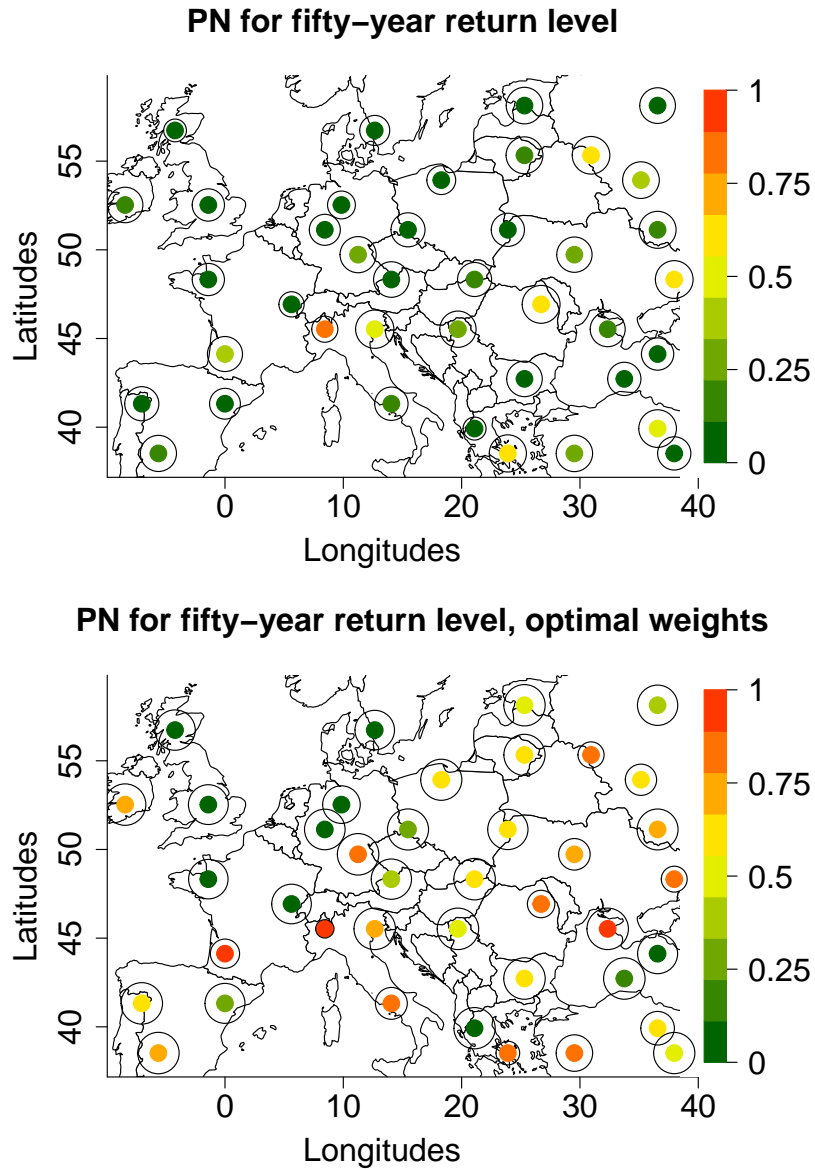 PN for fifty−year return level
1
0.75
0.5
0.25
0
55
50
45
40
Latitudes
0 10 20 30 40
Longitudes
PN for fifty−year return level, optimal weights
1
0.75
0.5
0.25
0
55
50
45
40
Latitudes
0 10 20 30 40
Longitudes